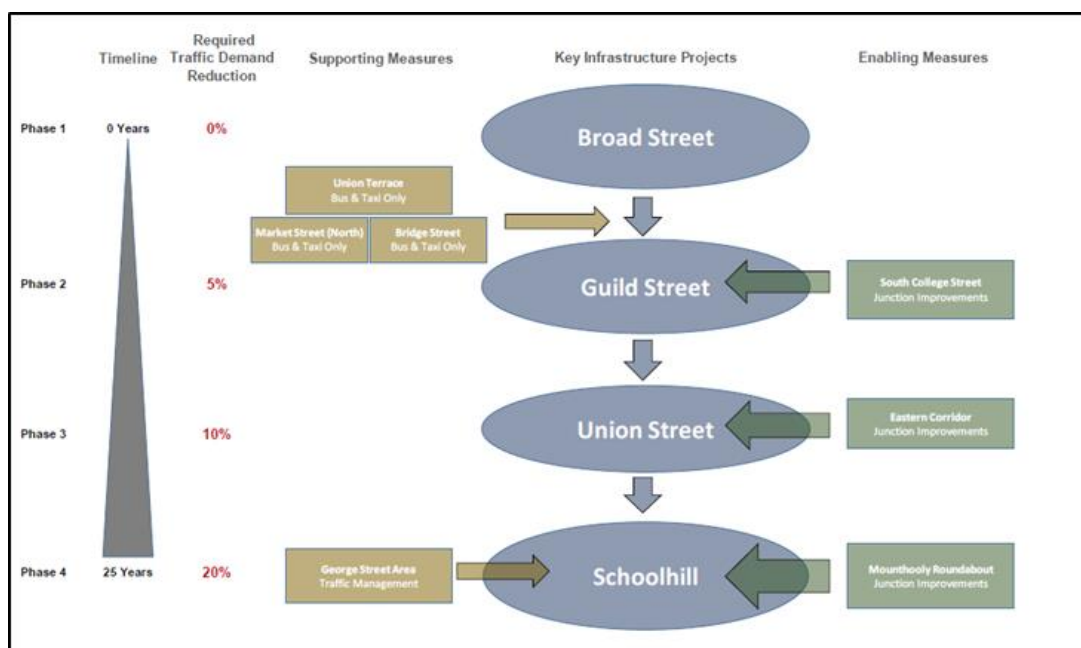 Timeline
Required
Traffic Demand
Reduction
Supporting Measures
Key Infrastructure Projects
Enabling Measures
Phase 1
0 Years
0%
Broad Street
Union Terrace
Bus & Taxi Only
Market Street (North)
Bus & Taxi Only
Bridge Street
Bus & Taxi Only
Phase 2
5%
Guild Street
South College Street
Junction Improvements
Phase 3
10%
Union Street
Eastern Corridor
Junction Improvements
Phase 4
25 Years
20%
George Street Area
Traffic Management
Schoolhill
Mounthooly Roundabout
Junction Improvements